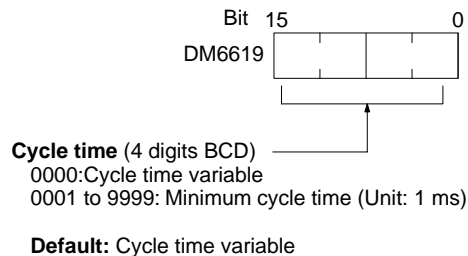 Bit 15 0
DM6619
Cycle time (4 digits BCD)
0000:Cycle time variable
0001 to 9999: Minimum cycle time (Unit: 1 ms)
Default: Cycle time variable